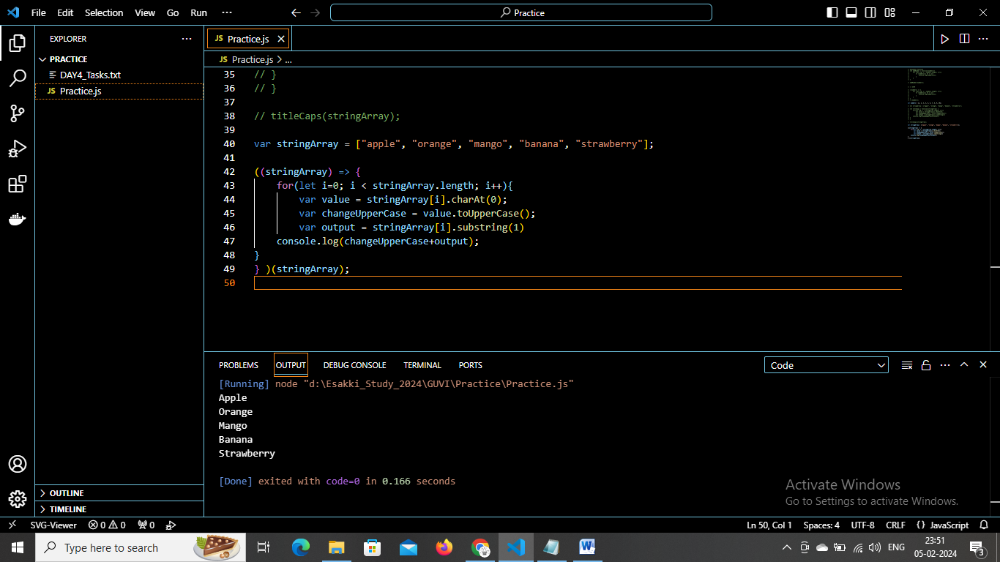 File Edit Selection View Go Run ··· Practice
EXPLORER ···
PRACTICE
DAY4_Tasks.txt
JS Practice.js
OUTLINE
TIMELINE
JS Practice.js
JS Practice.js > ...
35 // }
36 // }
37
38 // titleCaps(stringArray);
39
40 var stringArray = ["apple", "orange", "mango", "banana", "strawberry"];
41
42 ((stringArray) => {
43 for(let i=0; i < stringArray.length; i++){
44 var value = stringArray[i].charAt(0);
45 var changeUpperCase = value.toUpperCase();
46 var output = stringArray[i].substring(1)
47 console.log(changeUpperCase+output);
48 }
49 } )(stringArray);
50
PROBLEMS OUTPUT DEBUG CONSOLE TERMINAL PORTS Code
[Running] node "d:\Esakki_Study_2024\GUVI\Practice\Practice.js"
Apple
Orange
Mango
Banana
Strawberry
[Done] exited with code=0 in 0.166 seconds
Activate Windows
Go to Settings to activate Windows.
SVG-Viewer 0 0 0 Ln 50, Col 1 Spaces: 4 UTF-8 CRLF {} JavaScript
Type here to search W ENG 23:51
05-02-2024 3